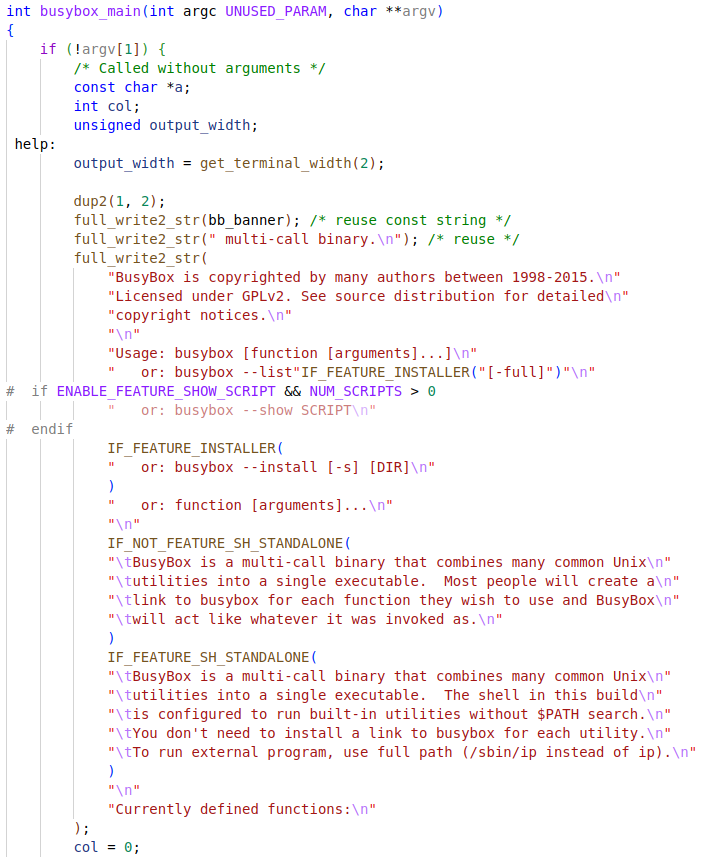 int busybox_main(int argc UNUSED_PARAM, char **argv)
{
    if (!argv[1]) {
        /* Called without arguments */
        const char *a;
        int col;
        unsigned output_width;
 help:
        output_width = get_terminal_width(2);

        dup2(1, 2);
        full_write2_str(bb_banner); /* reuse const string */
        full_write2_str(" multi-call binary.\n"); /* reuse */
        full_write2_str(
            "BusyBox is copyrighted by many authors between 1998-2015.\n"
            "Licensed under GPLv2. See source distribution for detailed\n"
            "copyright notices.\n"
            "\n"
            "Usage: busybox [function [arguments]...]\n"
            "   or: busybox --list"IF_FEATURE_INSTALLER("[-full]")"\n"
#  if ENABLE_FEATURE_SHOW_SCRIPT && NUM_SCRIPTS > 0
            "   or: busybox --show SCRIPT\n"
#  endif
            IF_FEATURE_INSTALLER(
            "   or: busybox --install [-s] [DIR]\n"
            )
            "   or: function [arguments]...\n"
            "\n"
            IF_NOT_FEATURE_SH_STANDALONE(
            "\tBusyBox is a multi-call binary that combines many common Unix\n"
            "\tutilities into a single executable.  Most people will create a\n"
            "\tlink to busybox for each function they wish to use and BusyBox\n"
            "\twill act like whatever it was invoked as.\n"
            )
            IF_FEATURE_SH_STANDALONE(
            "\tBusyBox is a multi-call binary that combines many common Unix\n"
            "\tutilities into a single executable.  The shell in this build\n"
            "\tis configured to run built-in utilities without $PATH search.\n"
            "\tYou don't need to install a link to busybox for each utility.\n"
            "\tTo run external program, use full path (/sbin/ip instead of ip).\n"
            )
            "\n"
            "Currently defined functions:\n"
        );
        col = 0;